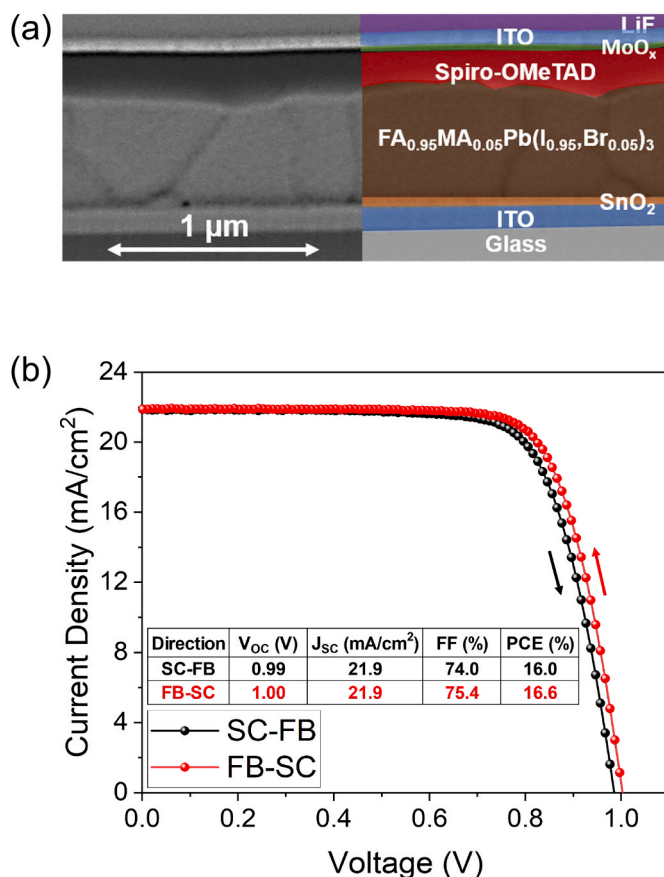 (a)
LiF
ITO
MoOₓ
Spiro-OMeTAD
FA₀.₉₅MA₀.₀₅Pb(I₀.₉₅,Br₀.₀₅)₃
SnO₂
ITO
Glass
1 µm
(b)
Current Density (mA/cm²)
24
20
16
12
8
4
0
Direction V_OC (V) J_SC (mA/cm²) FF (%) PCE (%)
SC-FB 0.99 21.9 74.0 16.0
FB-SC 1.00 21.9 75.4 16.6
SC-FB
FB-SC
0.0 0.2 0.4 0.6 0.8 1.0
Voltage (V)